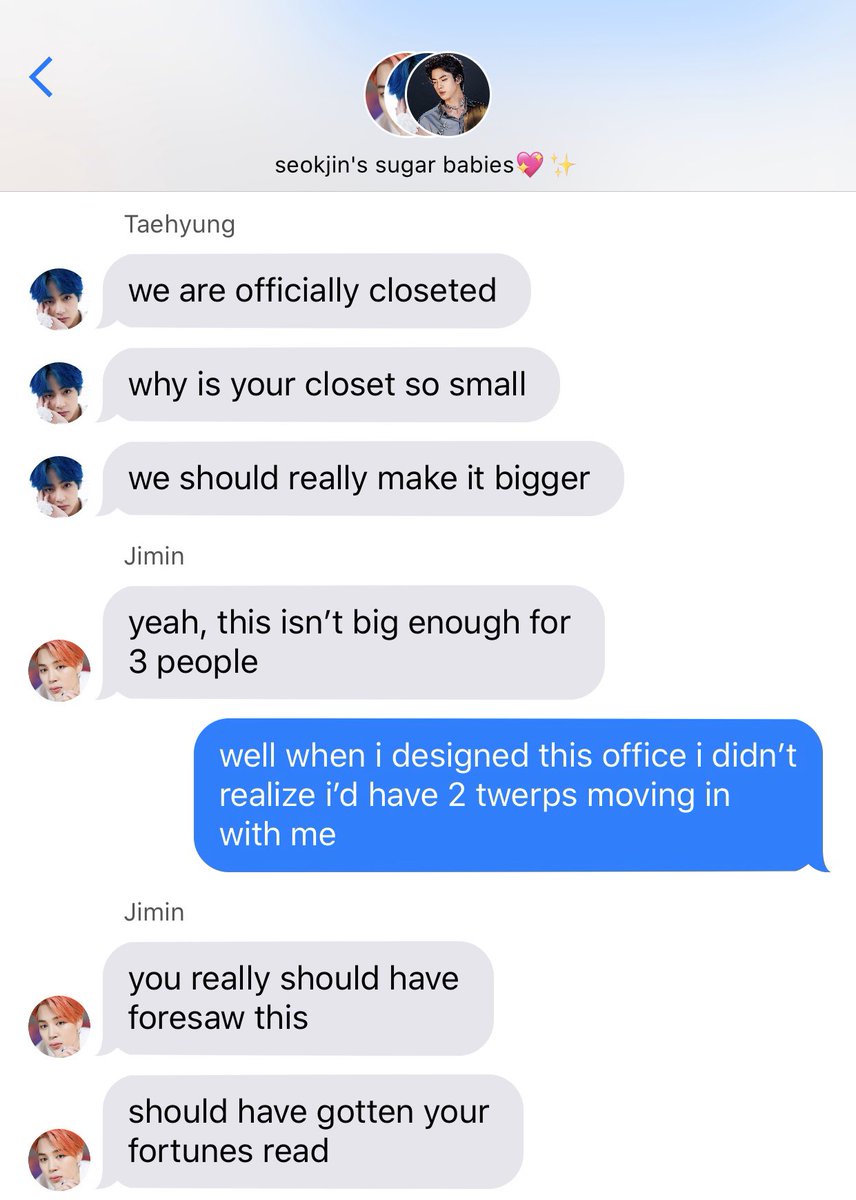 seokjin's sugar babies💖✨
Taehyung
we are officially closeted
why is your closet so small
we should really make it bigger
Jimin
yeah, this isn’t big enough for
3 people
well when i designed this office i didn’t
realize i’d have 2 twerps moving in
with me
Jimin
you really should have
foresaw this
should have gotten your
fortunes read